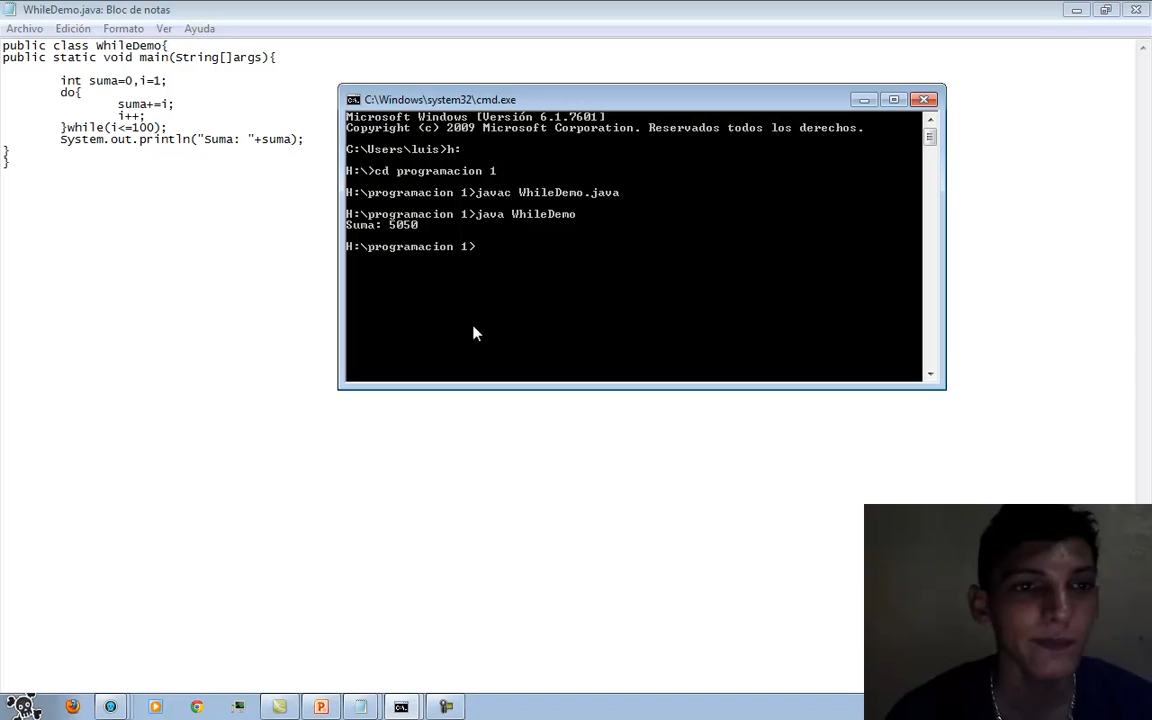 WhileDemo.java: Bloc de notas
Archivo Edición Formato Ver Ayuda
public class WhileDemo{
public static void main(String[]args){
int suma=0,i=1;
do{
suma+=i;
i++;
}while(i<=100);
System.out.println("Suma: "+suma);
}
}
C:\Windows\system32\cmd.exe
Microsoft Windows [Versión 6.1.7601]
Copyright (c) 2009 Microsoft Corporation. Reservados todos los derechos.
C:\Users\luis>h:
H:\>cd programacion 1
H:\programacion 1>javac WhileDemo.java
H:\programacion 1>java WhileDemo
Suma: 5050
H:\programacion 1>